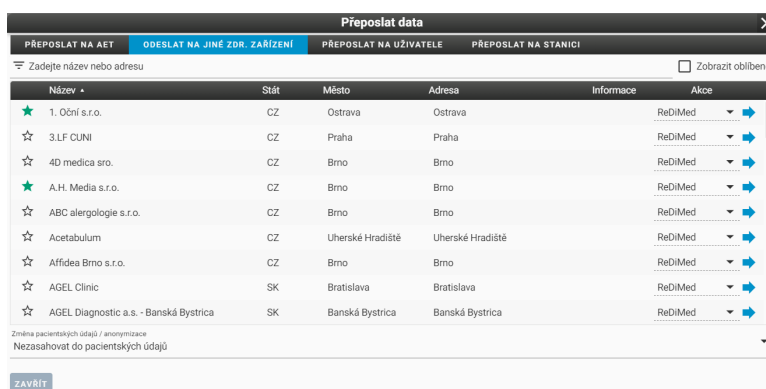 Přeposlat data
PŘEPOSLAT NA AET ODESLAT NA JINÉ ZDR. ZAŘÍZENÍ PŘEPOSLAT NA UŽIVATELE PŘEPOSLAT NA STANICI
Zadejte název nebo adresu Zobrazit oblíben
Název Stát Město Adresa Informace Akce
1. Oční s.r.o. CZ Ostrava Ostrava ReDiMed
3.LF CUNI CZ Praha Praha ReDiMed
4D medica sro. CZ Brno Brno ReDiMed
A.H. Media s.r.o. CZ Brno Brno ReDiMed
ABC alergologie s.r.o. CZ Brno Brno ReDiMed
Acetabulum CZ Uherské Hradiště Uherské Hradiště ReDiMed
Affidea Brno s.r.o. CZ Brno Brno ReDiMed
AGEL Clinic SK Bratislava Bratislava ReDiMed
AGEL Diagnostic a.s. - Banská Bystrica SK Banská Bystrica Banská Bystrica ReDiMed
Změna pacientských údajů / anonymizace
Nezasahovat do pacientských údajů
ZAVŘÍT